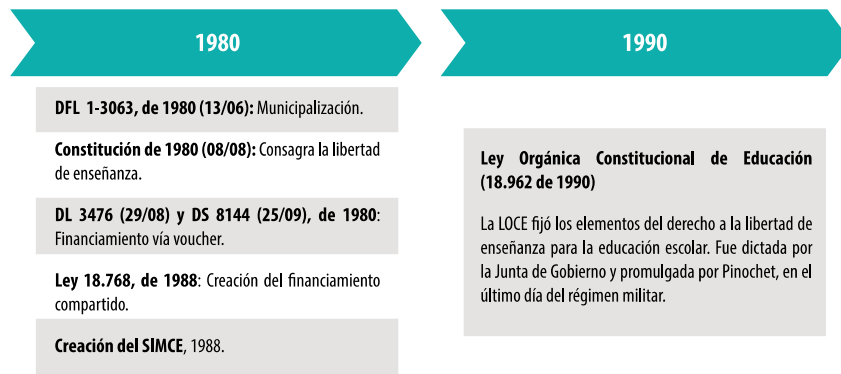 1980
DFL 1-3063, de 1980 (13/06): Municipalización.
Constitución de 1980 (08/08): Consagra la libertad
de enseñanza.
DL 3476 (29/08) y DS 8144 (25/09), de 1980:
Financiamiento vía voucher.
Ley 18.768, de 1988: Creación del financiamiento
compartido.
Creación del SIMCE, 1988.
1990
Ley Orgánica Constitucional de Educación
(18.962 de 1990)
La LOCE fijó los elementos del derecho a la libertad de
enseñanza para la educación escolar. Fue dictada por
la Junta de Gobierno y promulgada por Pinochet, en el
último día del régimen militar.